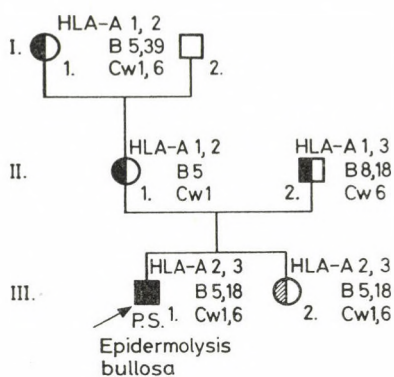 HLA-A 1, 2
I. B 5,39
1. Cw1, 6 2.
HLA-A 1, 2 HLA-A 1, 3
II. B 5 B 8,18
1. Cw 1 2. Cw 6
HLA-A 2, 3 HLA-A 2, 3
III. B 5,18 B 5,18
P.S. 1. Cw1,6 2. Cw1,6
Epidermolysis
bullosa